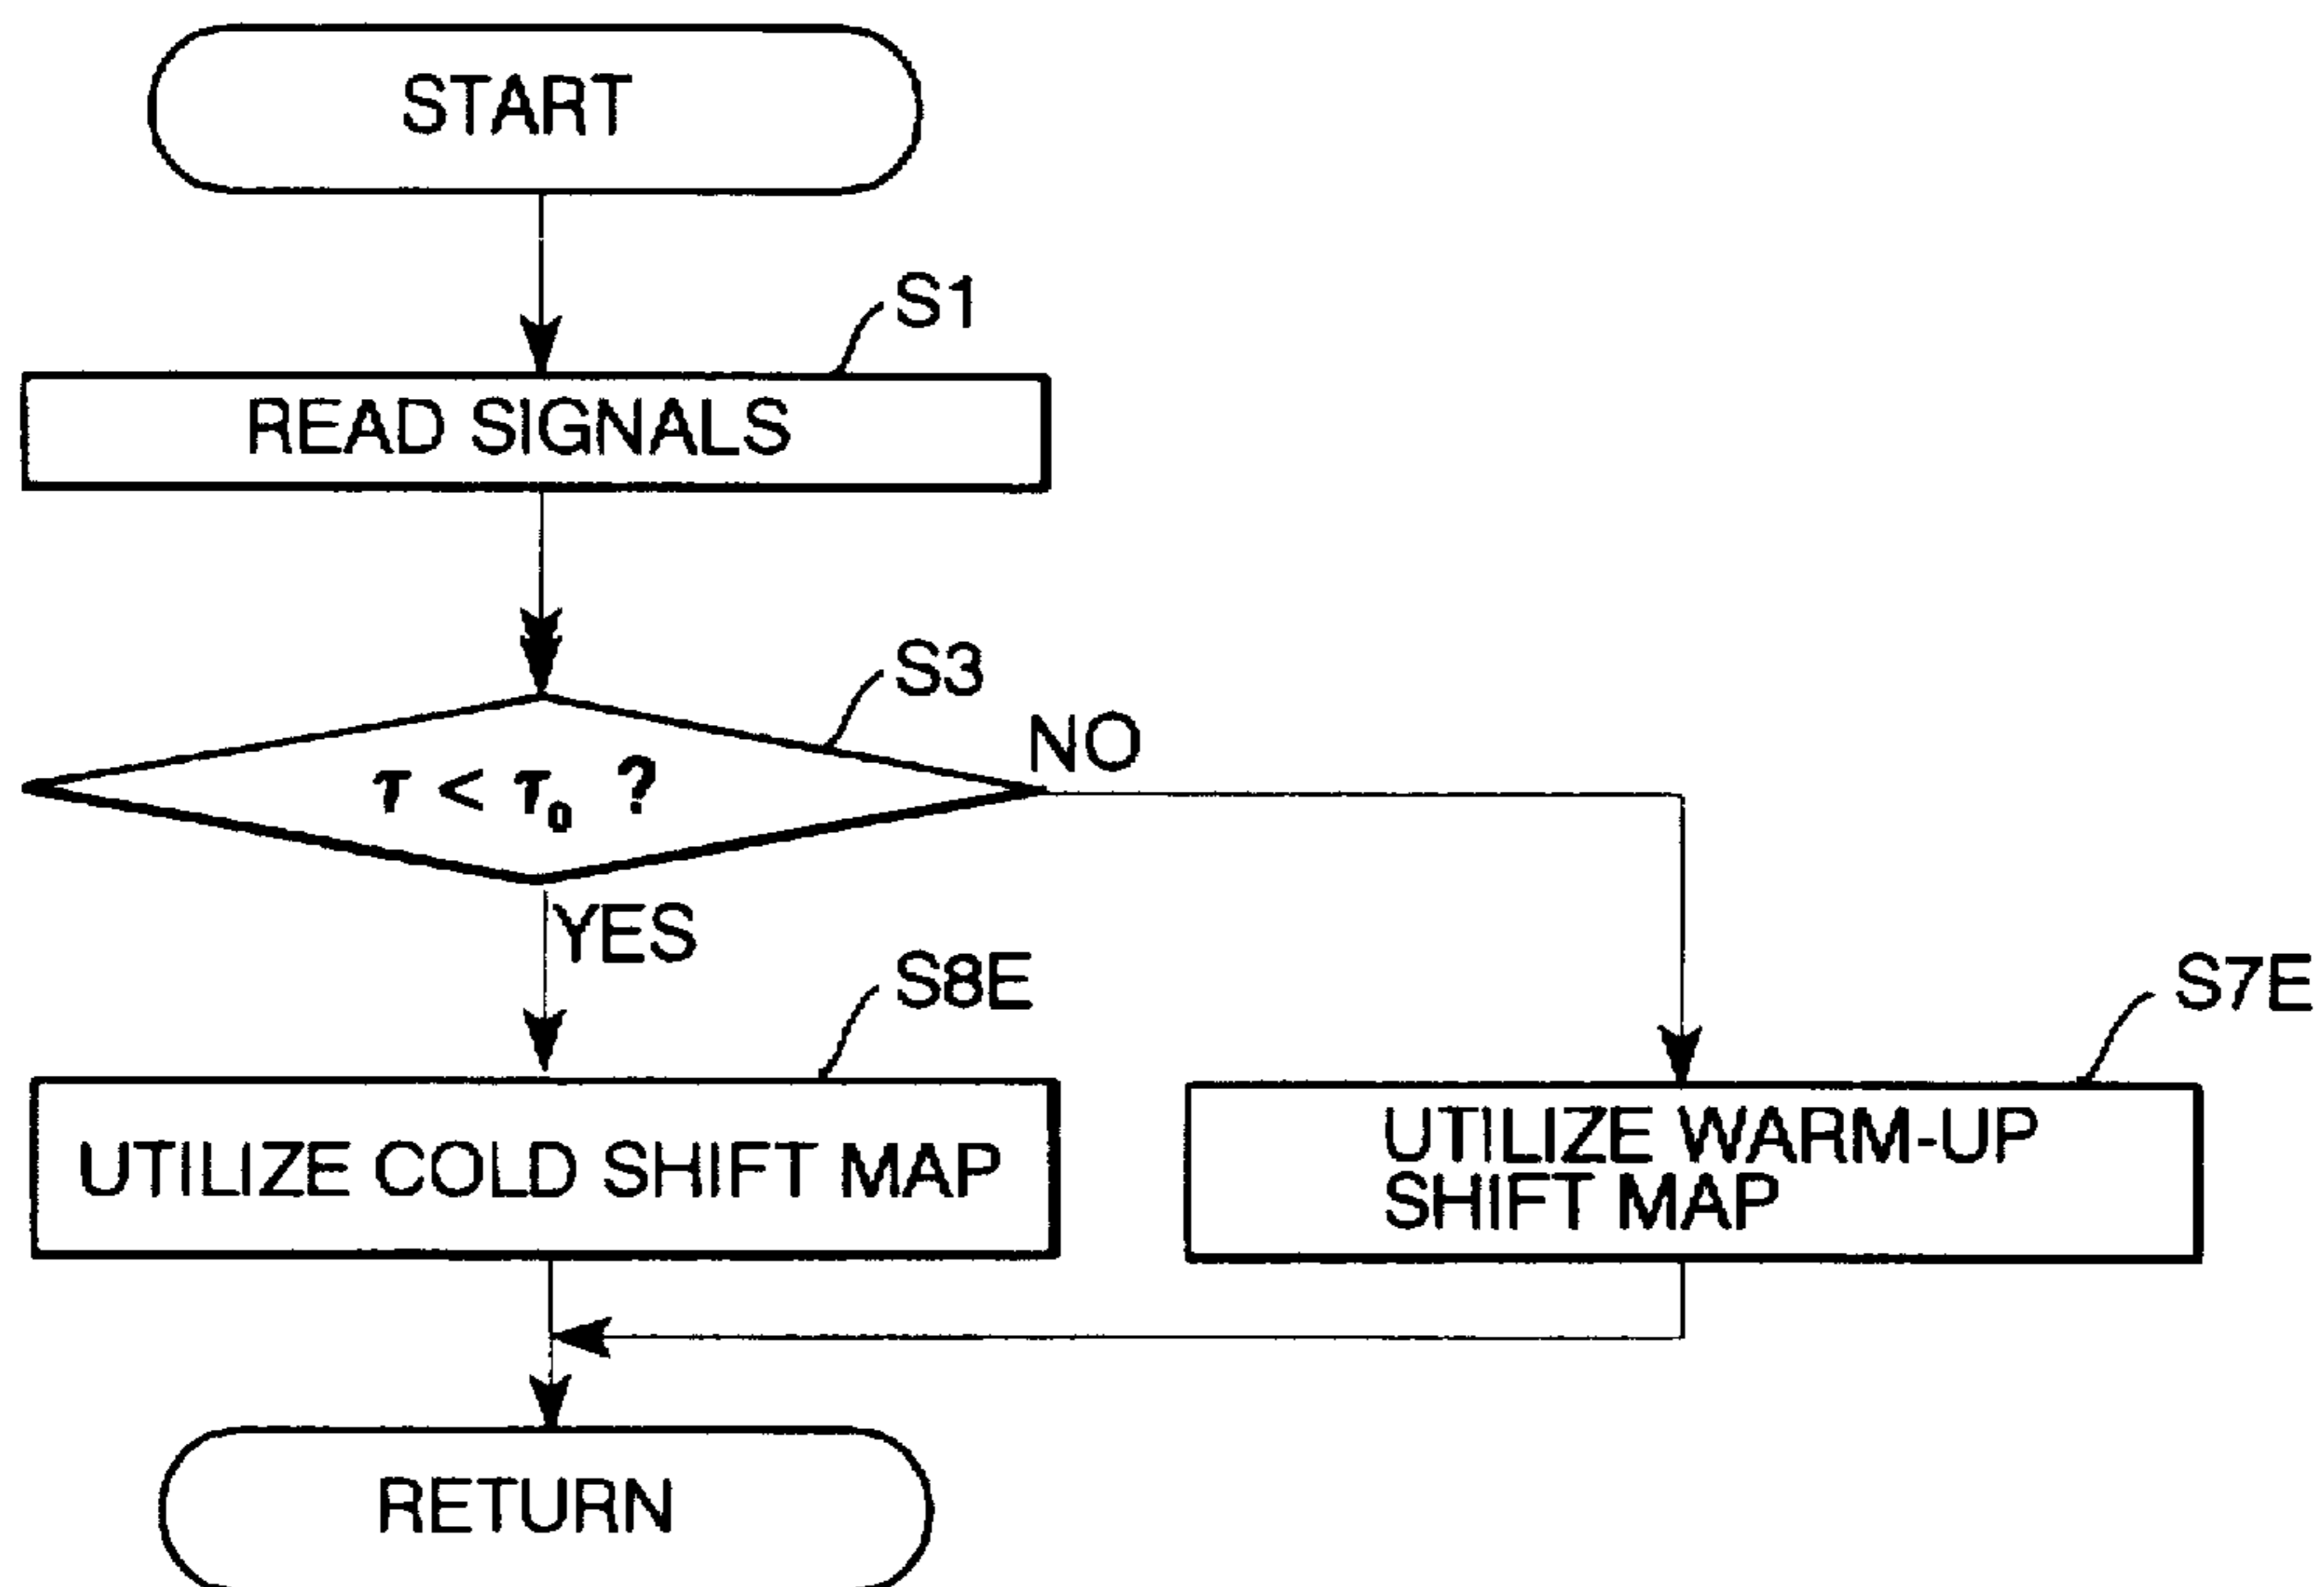 START
S1
READ SIGNALS
S3
NO
τ < τ₀ ?
YES
S8E
S7E
UTILIZE COLD SHIFT MAP
UTILIZE WARM-UP
SHIFT MAP
RETURN